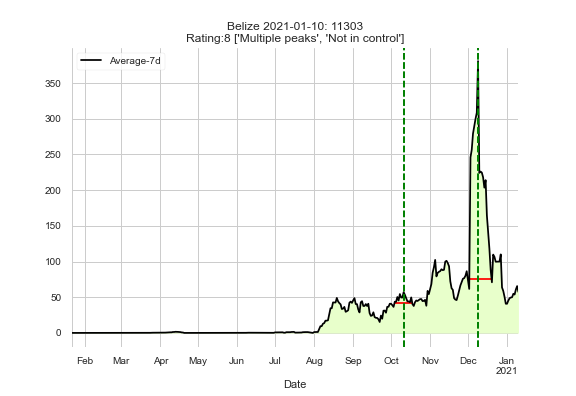 Belize 2021-01-10: 11303
Rating:8 ['Multiple peaks', 'Not in control']
Average-7d
350
300
250
200
150
100
50
0
Feb Mar Apr May Jun Jul Aug Sep Oct Nov Dec Jan
2021
Date